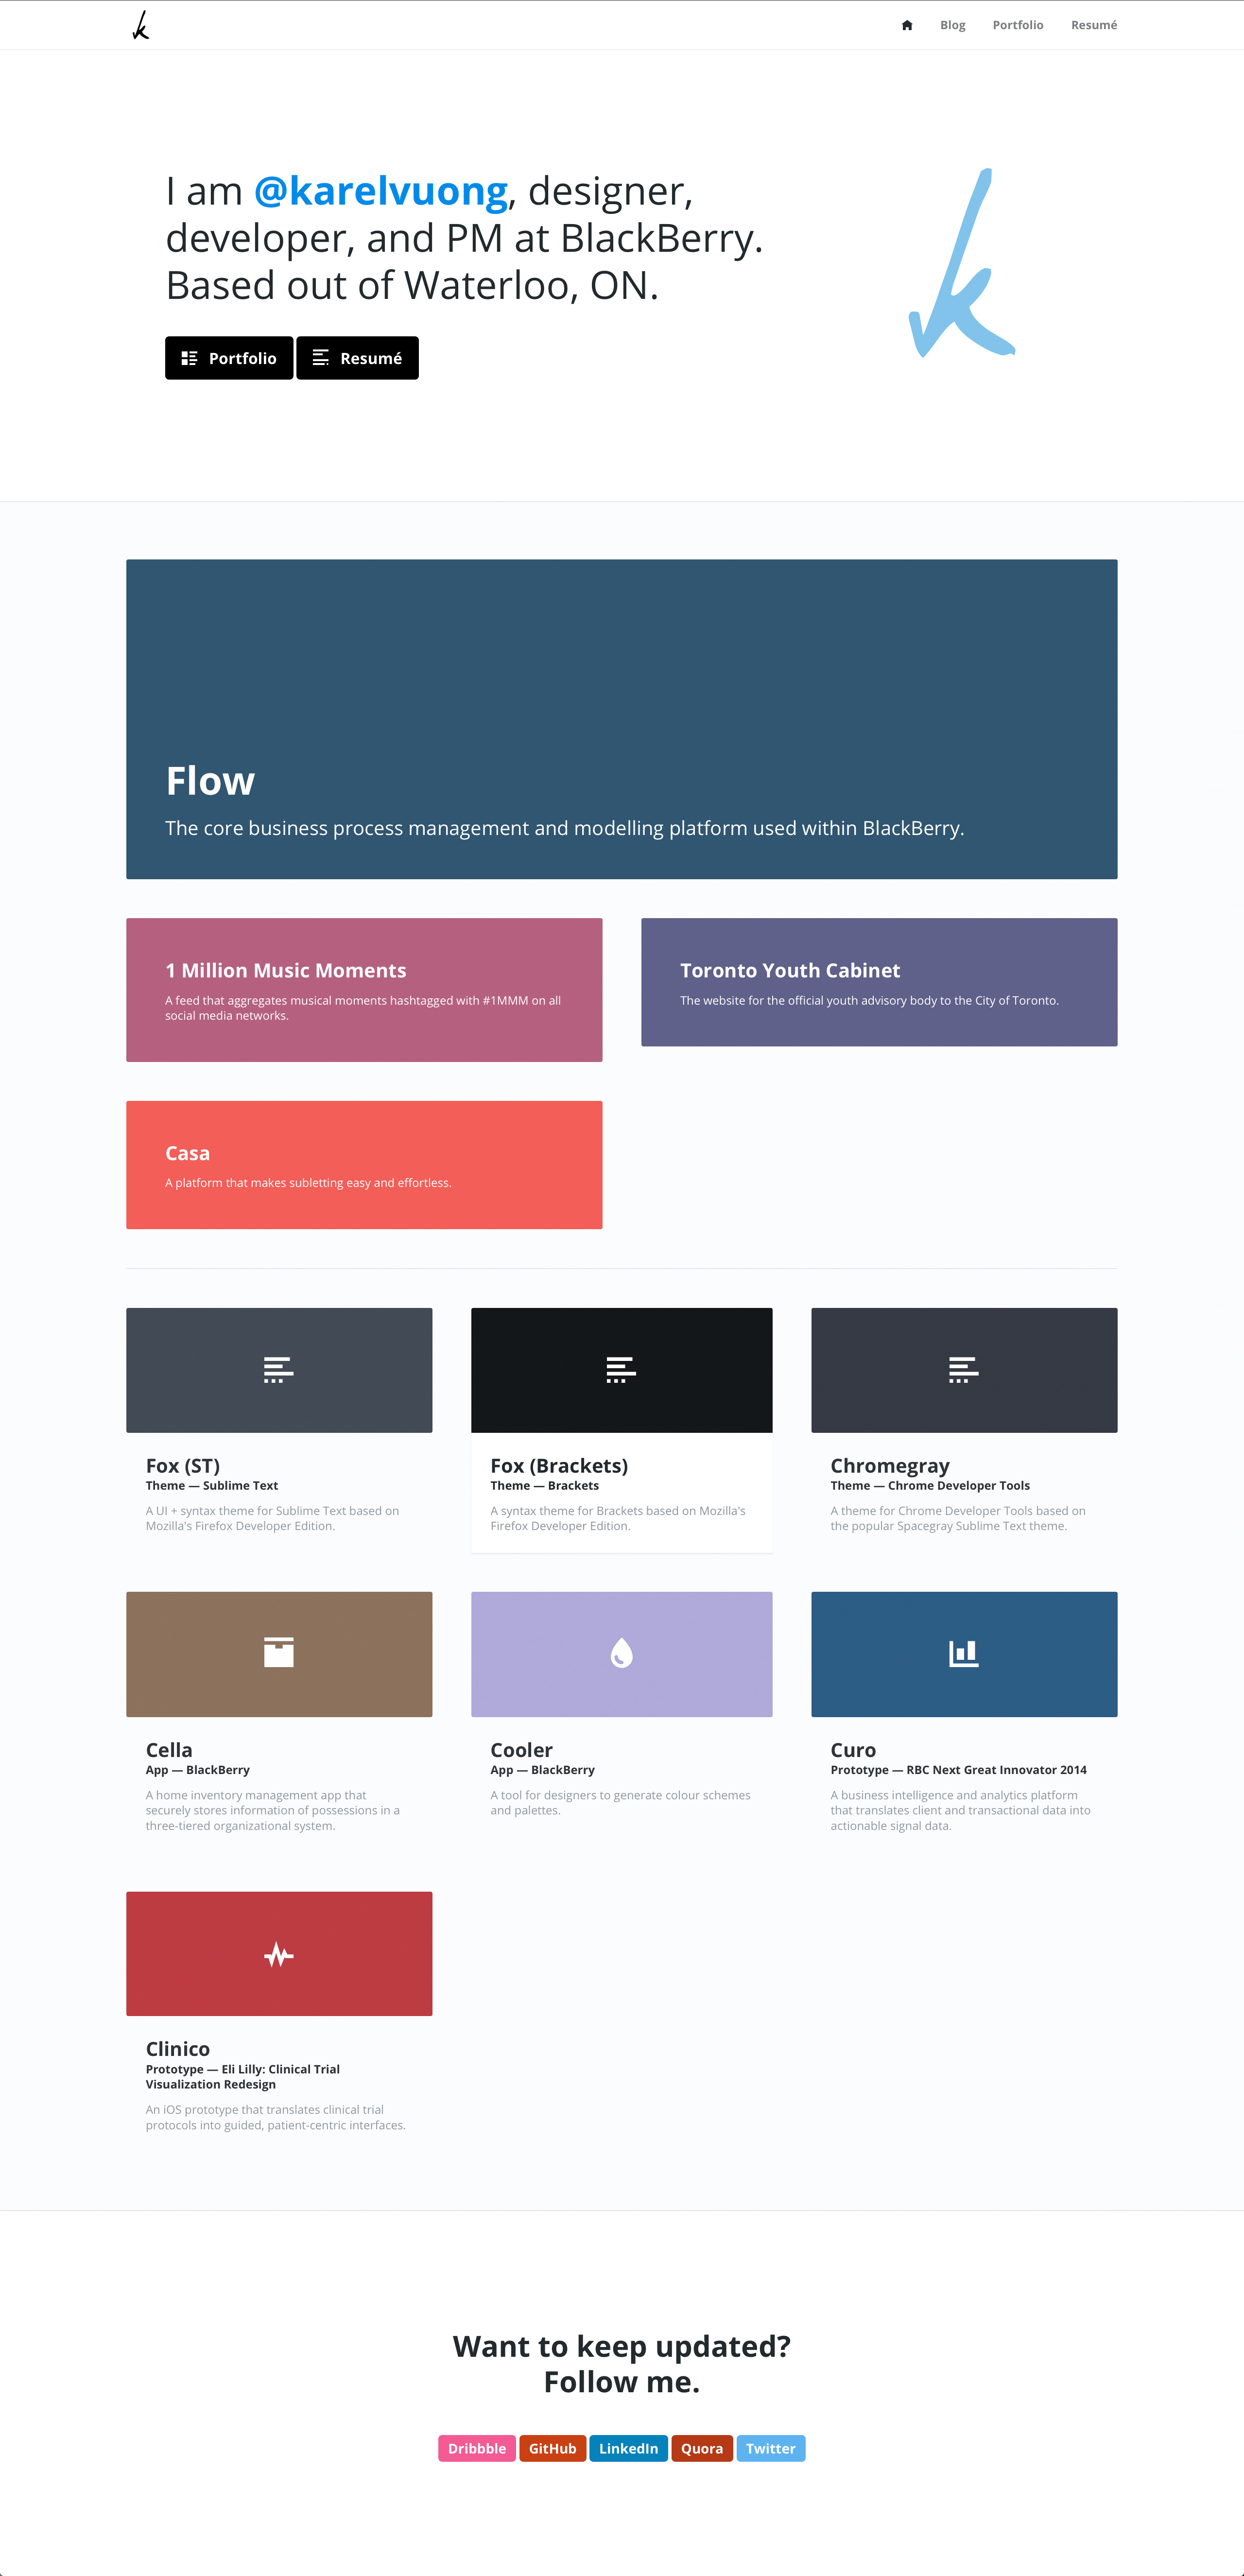 k
Blog
Portfolio
Resumé
I am @karelvuong, designer,
developer, and PM at BlackBerry.
Based out of Waterloo, ON.
Portfolio
Resumé
k
Flow
The core business process management and modelling platform used within BlackBerry.
1 Million Music Moments
A feed that aggregates musical moments hashtagged with #1MMM on all
social media networks.
Toronto Youth Cabinet
The website for the official youth advisory body to the City of Toronto.
Casa
A platform that makes subletting easy and effortless.
Fox (ST)
Theme — Sublime Text
A UI + syntax theme for Sublime Text based on
Mozilla's Firefox Developer Edition.
Fox (Brackets)
Theme — Brackets
A syntax theme for Brackets based on Mozilla's
Firefox Developer Edition.
Chromegray
Theme — Chrome Developer Tools
A theme for Chrome Developer Tools based on
the popular Spacegray Sublime Text theme.
Cella
App — BlackBerry
A home inventory management app that
securely stores information of possessions in a
three-tiered organizational system.
Cooler
App — BlackBerry
A tool for designers to generate colour schemes
and palettes.
Curo
Prototype — RBC Next Great Innovator 2014
A business intelligence and analytics platform
that translates client and transactional data into
actionable signal data.
Clinico
Prototype — Eli Lilly: Clinical Trial
Visualization Redesign
An iOS prototype that translates clinical trial
protocols into guided, patient-centric interfaces.
Want to keep updated?
Follow me.
Dribbble
GitHub
LinkedIn
Quora
Twitter